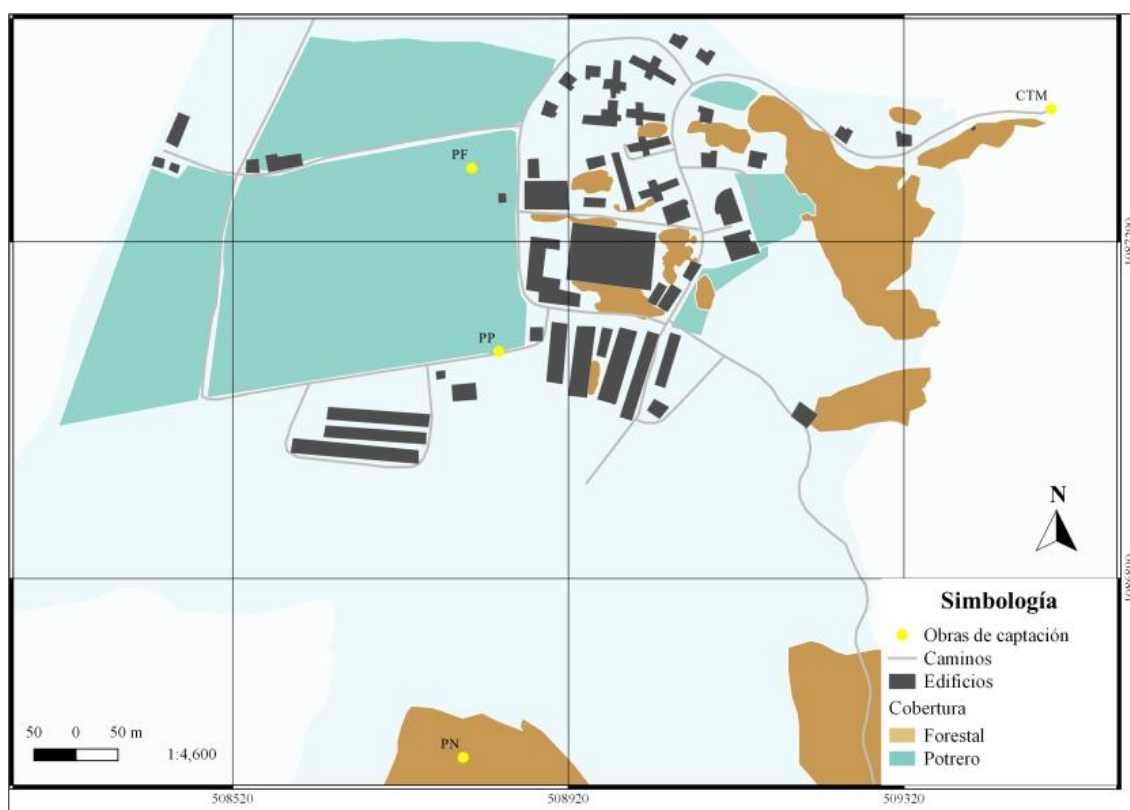 CTM
PF
PP
N
Simbología
Obras de captación
Caminos
Edificios
Cobertura
Forestal
Potrero
PN
50 0 50 m
1:4,600
508520 508920 509320